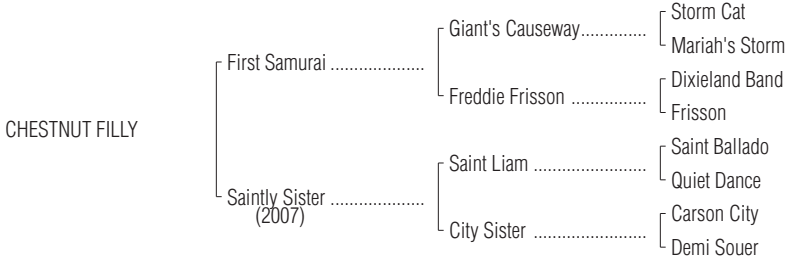 Storm Cat
Giant's Causeway..............
Mariah's Storm
First Samurai ....................
Dixieland Band
Freddie Frisson ................
Frisson
CHESTNUT FILLY
Saint Ballado
Saint Liam ........................
Quiet Dance
Saintly Sister ....................
(2007)
Carson City
City Sister ........................
Demi Souer